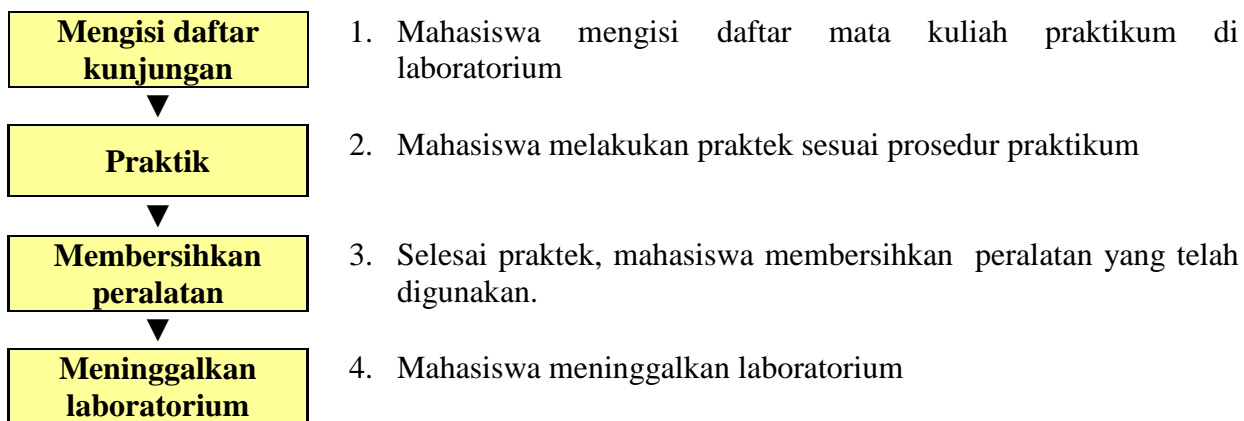 Mengisi daftar
kunjungan
1. Mahasiswa mengisi daftar mata kuliah praktikum di
laboratorium
▼
Praktik
2. Mahasiswa melakukan praktek sesuai prosedur praktikum
▼
Membersihkan
peralatan
3. Selesai praktek, mahasiswa membersihkan peralatan yang telah
digunakan.
▼
Meninggalkan
laboratorium
4. Mahasiswa meninggalkan laboratorium